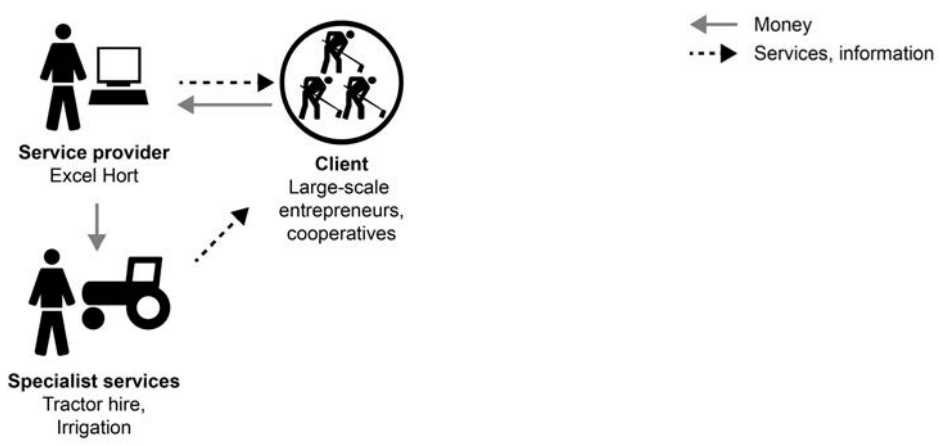 Money
Services, information
Service provider
Excel Hort
Client
Large-scale
entrepreneurs,
cooperatives
Specialist services
Tractor hire,
Irrigation